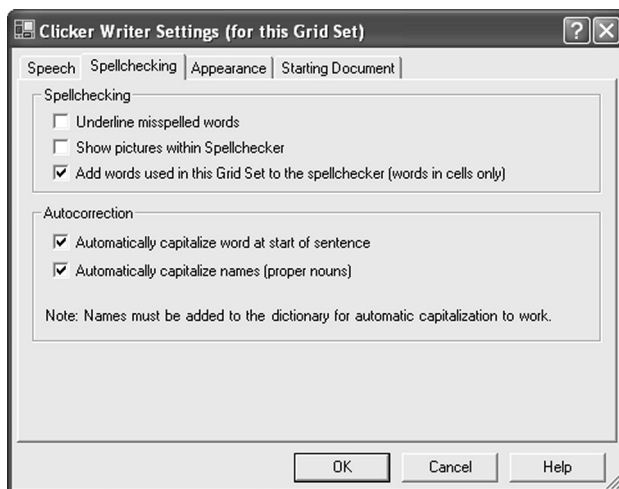 Clicker Writer Settings (for this Grid Set)
Speech Spellchecking Appearance Starting Document
Spellchecking
Underline misspelled words
Show pictures within Spellchecker
Add words used in this Grid Set to the spellchecker (words in cells only)
Autocorrection
Automatically capitalize word at start of sentence
Automatically capitalize names (proper nouns)
Note: Names must be added to the dictionary for automatic capitalization to work.
OK Cancel Help